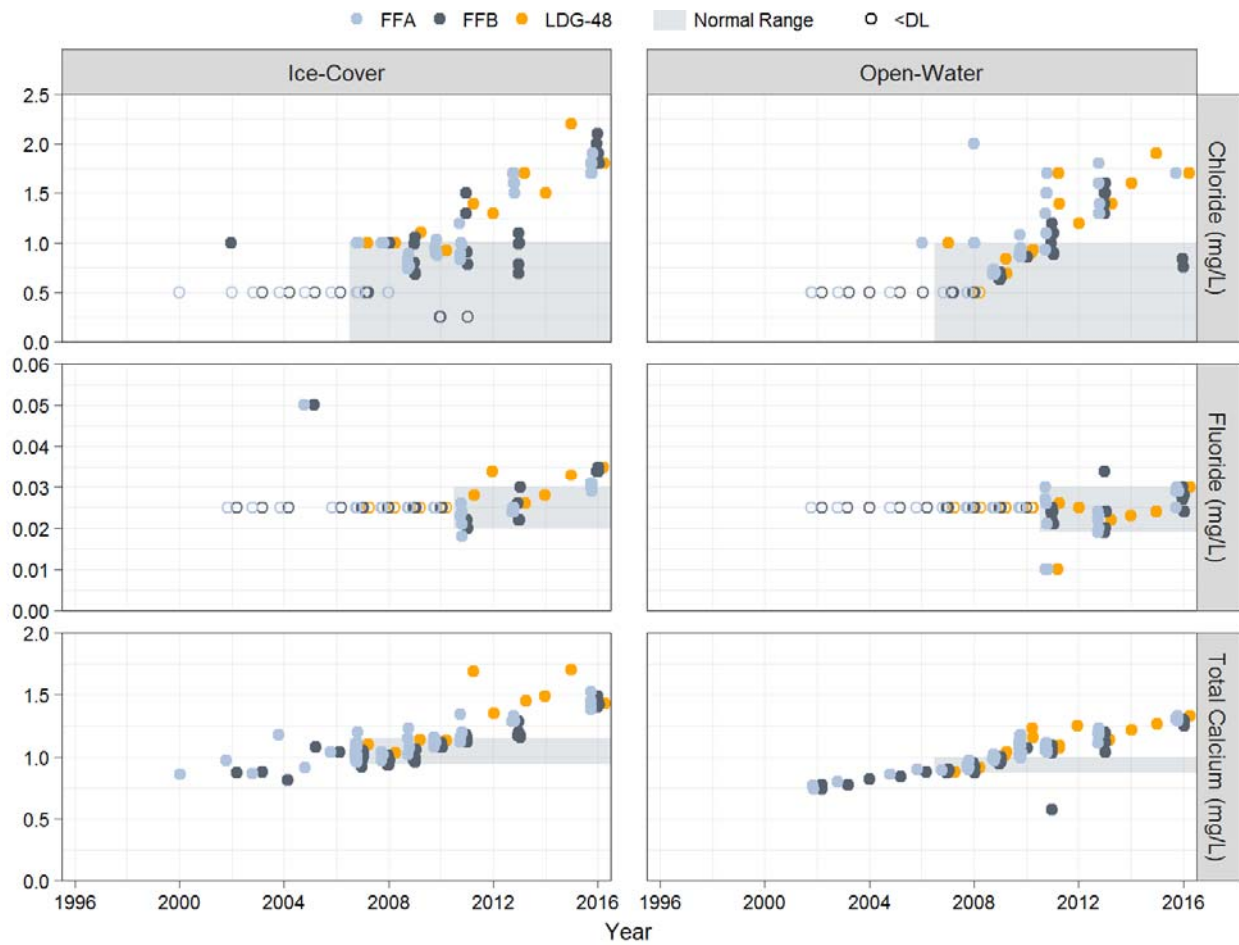 FFA FFB LDG-48 Normal Range <DL
Ice-Cover Open-Water
2.5
2.0
1.5
1.0
0.5
0.0
Chloride (mg/L)
0.06
0.05
0.04
0.03
0.02
0.01
0.00
Fluoride (mg/L)
2.0
1.5
1.0
0.5
0.0
Total Calcium (mg/L)
1996 2000 2004 2008 2012 2016 1996 2000 2004 2008 2012 2016
Year